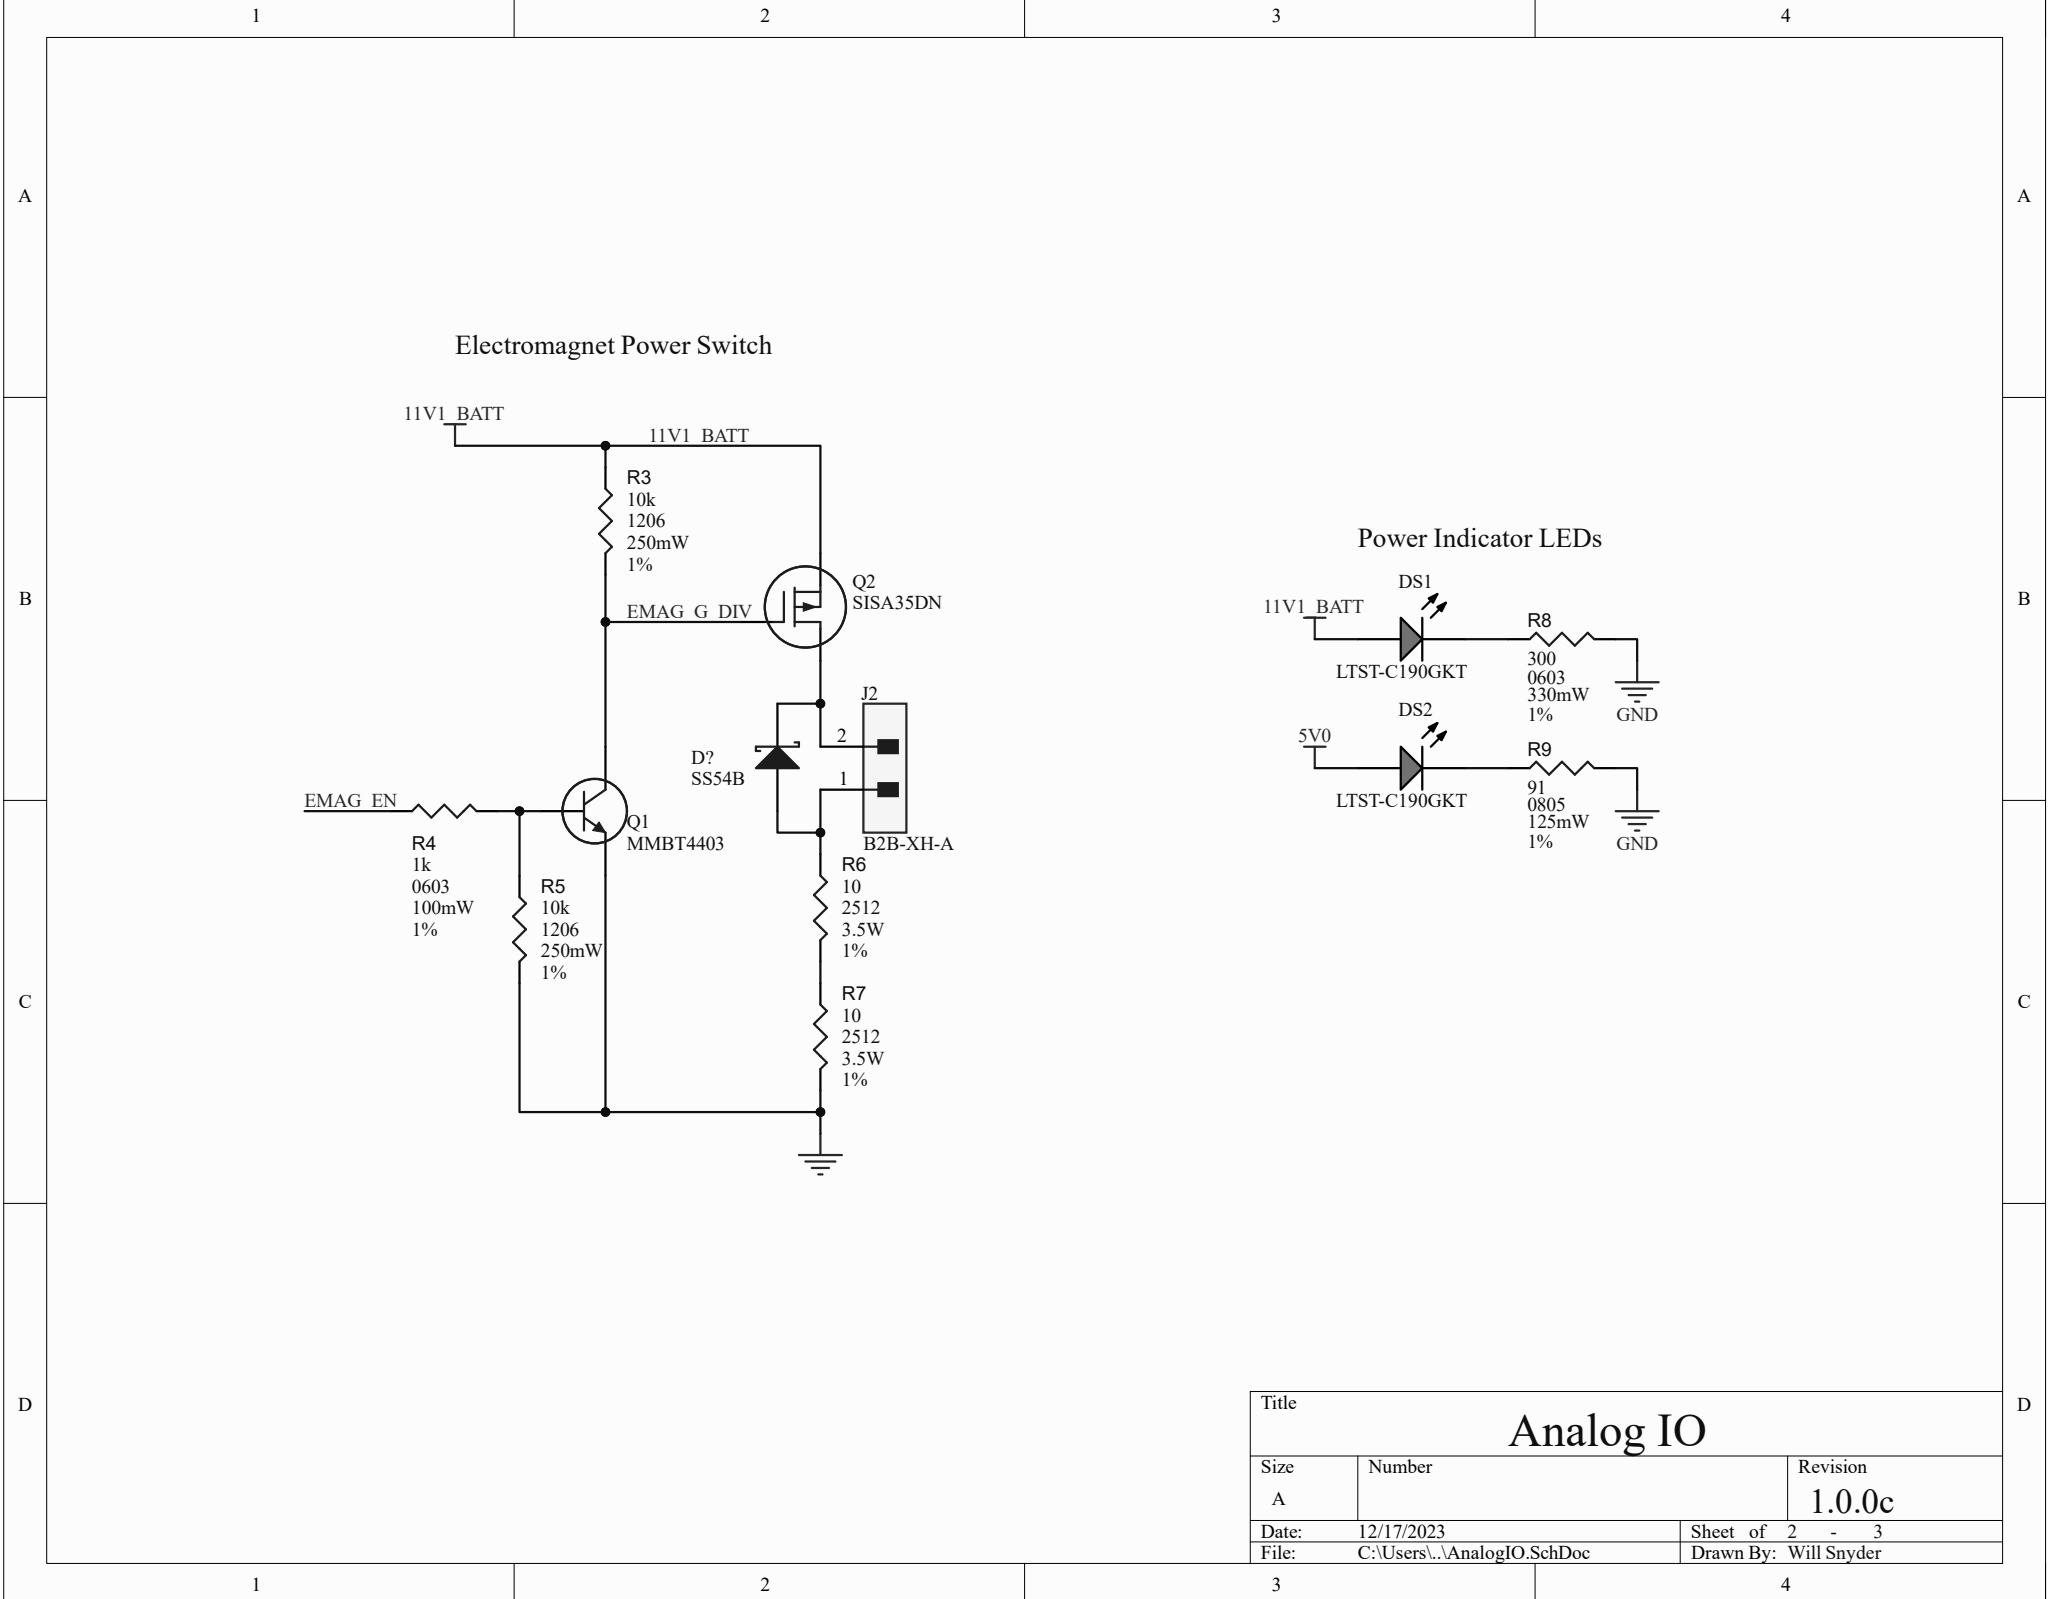 1 2 3 4
A A
Electromagnet Power Switch
11V1_BATT
11V1_BATT
R3
10k
1206
250mW
1%
EMAG_G_DIV
Q2
SISA35DN
J2
2
1
B2B-XH-A
D?
SS54B
EMAG_EN
R4
1k
0603
100mW
1%
Q1
MMBT4403
R5
10k
1206
250mW
1%
R6
10
2512
3.5W
1%
R7
10
2512
3.5W
1%
B B
Power Indicator LEDs
DS1
11V1_BATT
LTST-C190GKT
R8
300
0603
330mW
1%
GND
DS2
5V0
LTST-C190GKT
R9
91
0805
125mW
1%
GND
C C
D D
Title
Analog IO
Size
A
Number
Revision
1.0.0c
Date: 12/17/2023
Sheet of 2 - 3
File: C:\Users\..\AnalogIO.SchDoc
Drawn By: Will Snyder
1 2 3 4